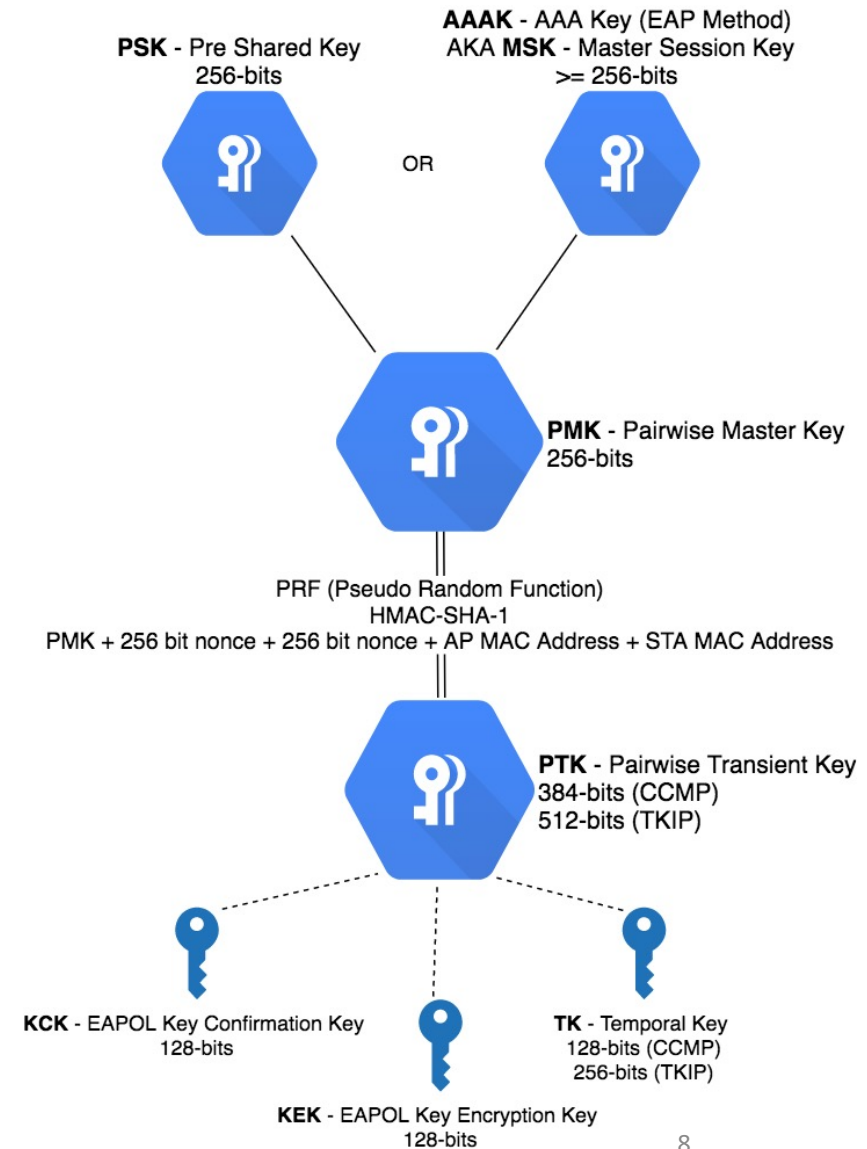 PSK - Pre Shared Key
256-bits
AAAK - AAA Key (EAP Method)
AKA MSK - Master Session Key
>= 256-bits
OR
PMK - Pairwise Master Key
256-bits
PRF (Pseudo Random Function)
HMAC-SHA-1
PMK + 256 bit nonce + 256 bit nonce + AP MAC Address + STA MAC Address
PTK - Pairwise Transient Key
384-bits (CCMP)
512-bits (TKIP)
KCK - EAPOL Key Confirmation Key
128-bits
TK - Temporal Key
128-bits (CCMP)
256-bits (TKIP)
KEK - EAPOL Key Encryption Key
128-bits
8